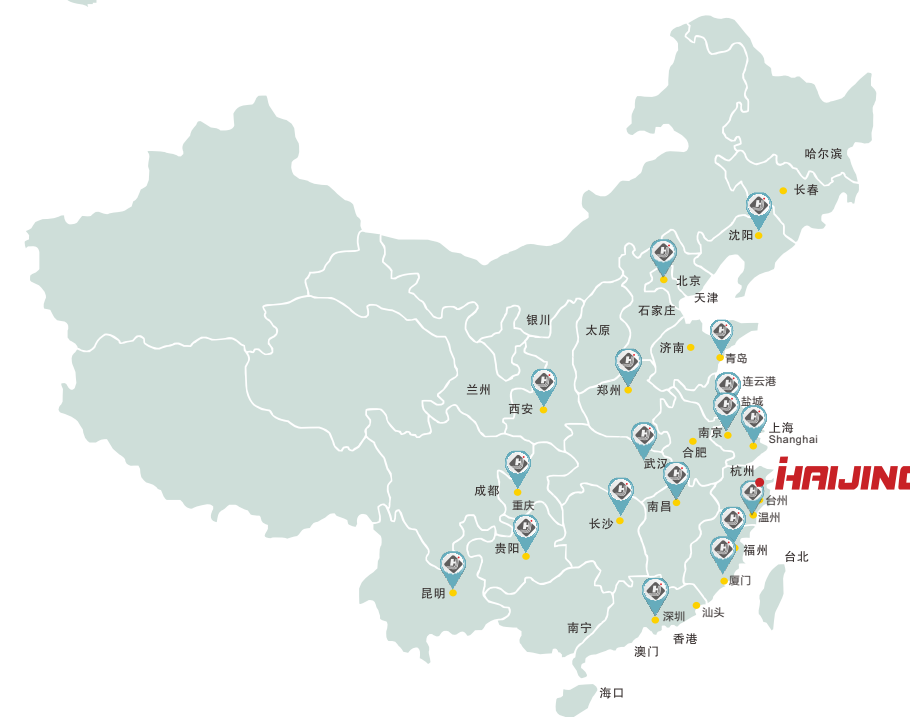 哈尔滨
长春
沈阳
北京
天津
石家庄
银川
太原
济南
青岛
连云港
兰州
郑州
盐城
西安
上海
Shanghai
南京
合肥
武汉
杭州
HAIJING
成都
台州
重庆
南昌
温州
长沙
贵阳
福州
台北
厦门
昆明
汕头
深圳
南宁
香港
澳门
海口